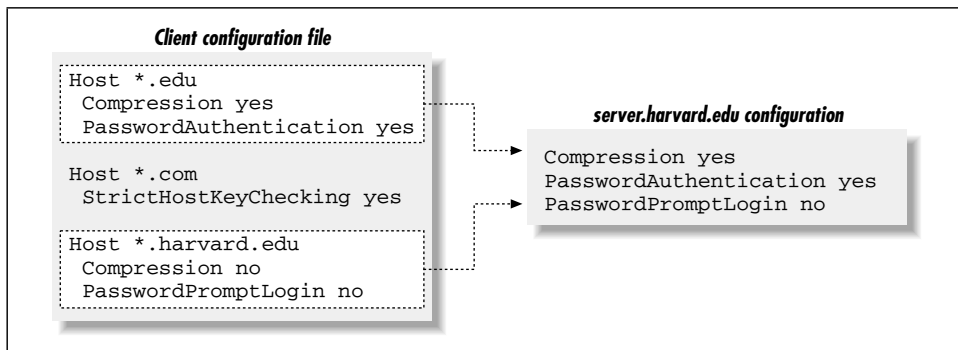 Client configuration file
Host *.edu
Compression yes
PasswordAuthentication yes
Host *.com
StrictHostKeyChecking yes
Host *.harvard.edu
Compression no
PasswordPromptLogin no
server.harvard.edu configuration
Compression yes
PasswordAuthentication yes
PasswordPromptLogin no